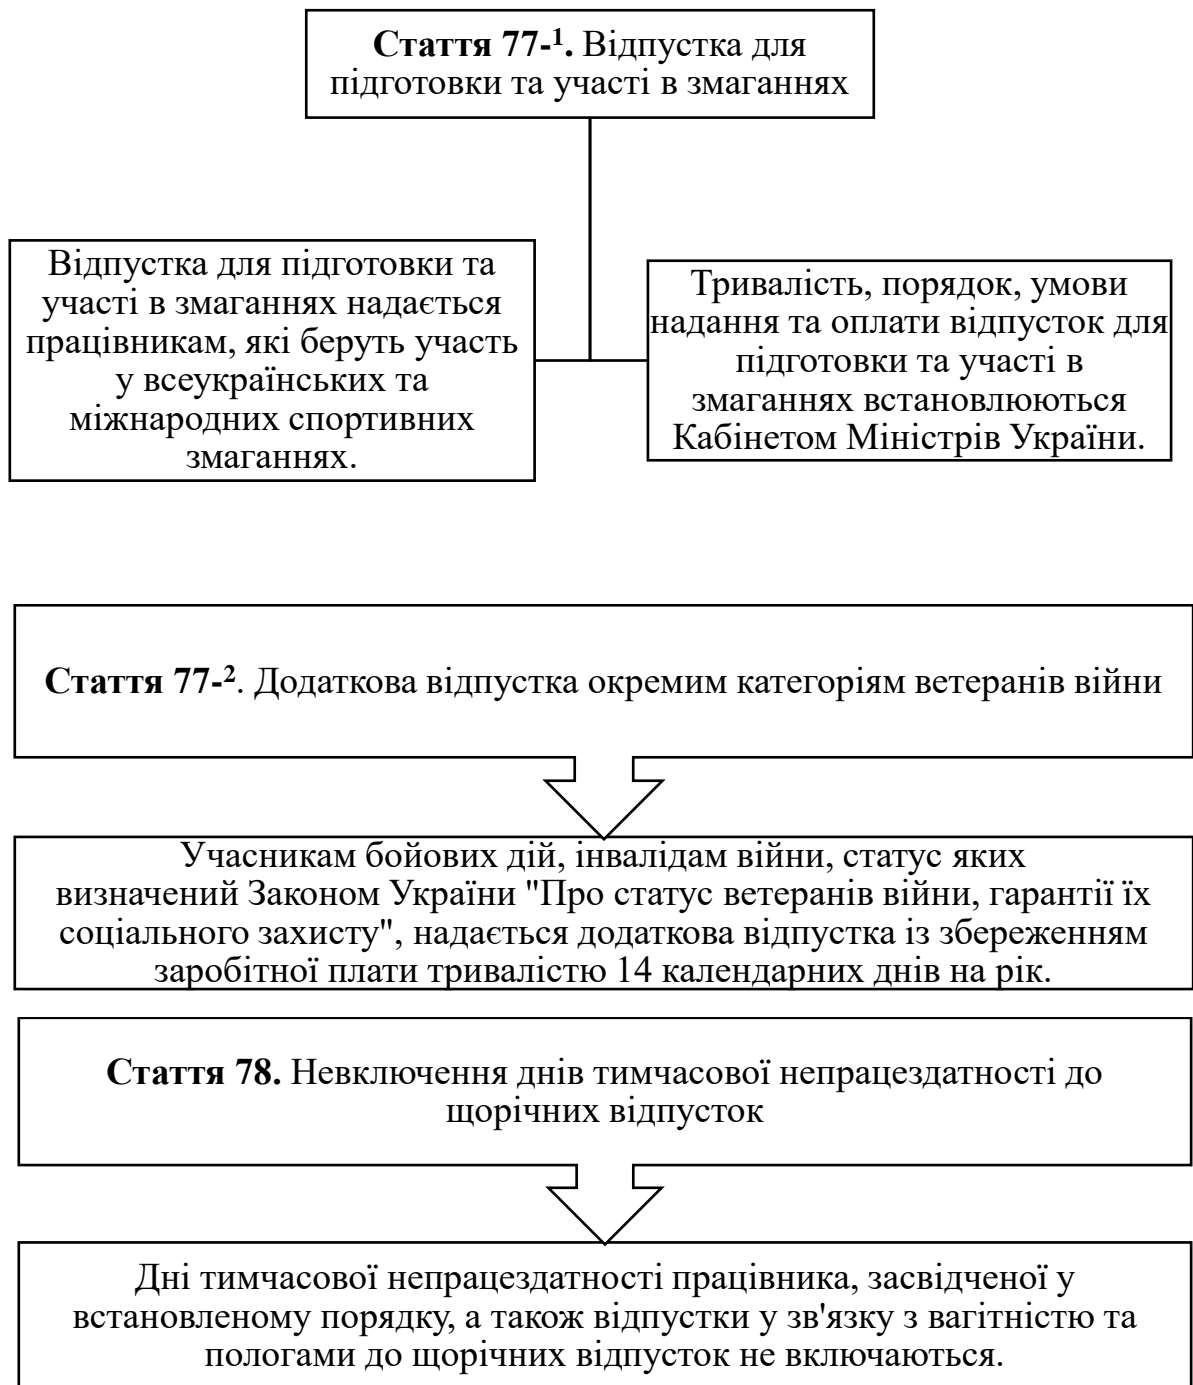 Стаття 77-¹. Відпустка для
підготовки та участі в змаганнях
Відпустка для підготовки та
участі в змаганнях надається
працівникам, які беруть участь
у всеукраїнських та
міжнародних спортивних
змаганнях.
Тривалість, порядок, умови
надання та оплати відпусток для
підготовки та участі в
змаганнях встановлюються
Кабінетом Міністрів України.
Стаття 77-². Додаткова відпустка окремим категоріям ветеранів війни
Учасникам бойових дій, інвалідам війни, статус яких
визначений Законом України "Про статус ветеранів війни, гарантії їх
соціального захисту", надається додаткова відпустка із збереженням
заробітної плати тривалістю 14 календарних днів на рік.
Стаття 78. Невключення днів тимчасової непрацездатності до
щорічних відпусток
Дні тимчасової непрацездатності працівника, засвідченої у
встановленому порядку, а також відпустки у зв'язку з вагітністю та
пологами до щорічних відпусток не включаються.